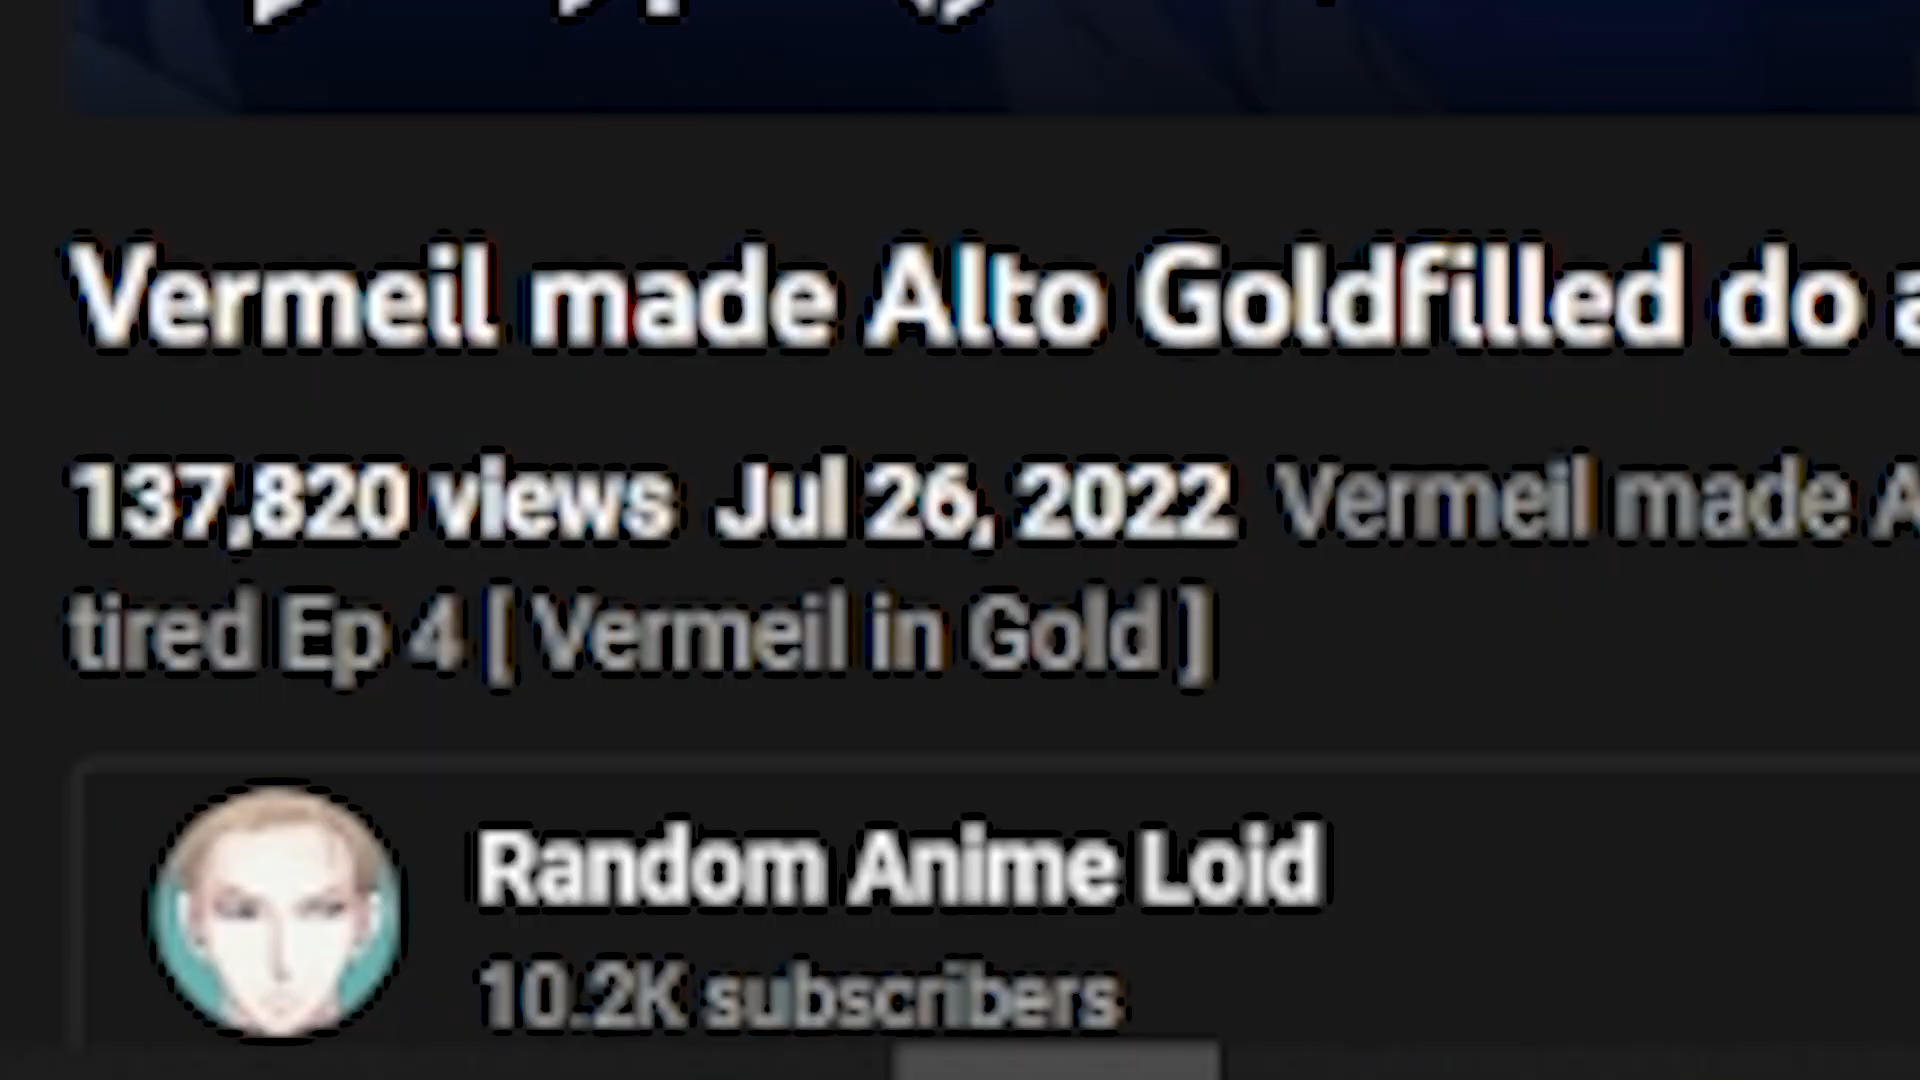 Vermeil made Alto Goldfilled do
137,820 views Jul 26, 2022 Vermeil made A
tired Ep 4 [ Vermeil in Gold ]
Random Anime Loid
10.2K subscribers